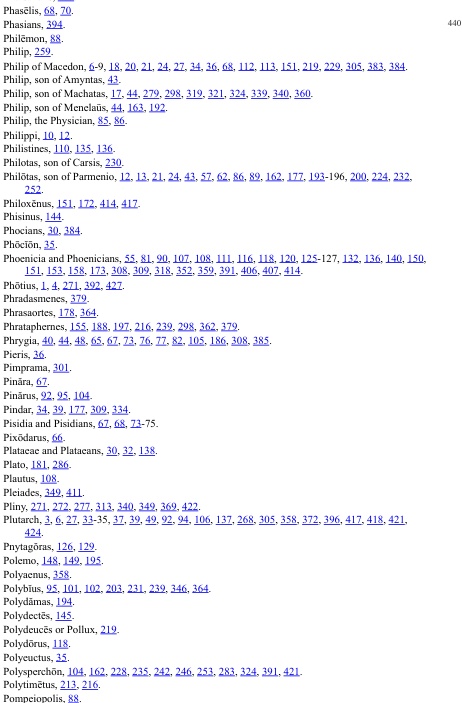 Phasēlis, 68, 70.
Phasians, 394.
440
Philēmon, 88.
Philip, 259.
Philip of Macedon, 6-9, 18, 20, 21, 24, 27, 34, 36, 68, 112, 113, 151, 219, 229, 305, 383, 384.
Philip, son of Amyntas, 43.
Philip, son of Machatas, 17, 44, 279, 298, 319, 321, 324, 339, 340, 360.
Philip, son of Menelaüs, 44, 163, 192.
Philip, the Physician, 85, 86.
Philippi, 10, 12.
Philistines, 110, 135, 136.
Philotas, son of Carsis, 230.
Philōtas, son of Parmenio, 12, 13, 21, 24, 43, 57, 62, 86, 89, 162, 177, 193-196, 200, 224, 232,
252.
Philoxēnus, 151, 172, 414, 417.
Phisinus, 144.
Phocians, 30, 384.
Phōcīōn, 35.
Phoenicia and Phoenicians, 55, 81, 90, 107, 108, 111, 116, 118, 120, 125-127, 132, 136, 140, 150,
151, 153, 158, 173, 308, 309, 318, 352, 359, 391, 406, 407, 414.
Phōtius, 1, 4, 271, 392, 427.
Phradasmenes, 379.
Phrasaortes, 178, 364.
Phrataphernes, 155, 188, 197, 216, 239, 298, 362, 379.
Phrygia, 40, 44, 48, 65, 67, 73, 76, 77, 82, 105, 186, 308, 385.
Pieris, 36.
Pimprama, 301.
Pināra, 67.
Pinārus, 92, 95, 104.
Pindar, 34, 39, 177, 309, 334.
Pisidia and Pisidians, 67, 68, 73-75.
Pixōdarus, 66.
Plataeae and Plataeans, 30, 32, 138.
Plato, 181, 286.
Plautus, 108.
Pleiades, 349, 411.
Pliny, 271, 272, 277, 313, 340, 349, 369, 422.
Plutarch, 3, 6, 27, 33-35, 37, 39, 49, 92, 94, 106, 137, 268, 305, 358, 372, 396, 417, 418, 421,
424.
Pnytagōras, 126, 129.
Polemo, 148, 149, 195.
Polyaenus, 358.
Polybīus, 95, 101, 102, 203, 231, 239, 346, 364.
Polydāmas, 194.
Polydectēs, 145.
Polydeucēs or Pollux, 219.
Polydōrus, 118.
Polyeuctus, 35.
Polysperchōn, 104, 162, 228, 235, 242, 246, 253, 283, 324, 391, 421.
Polytimētus, 213, 216.
Pompeiopolis, 88.